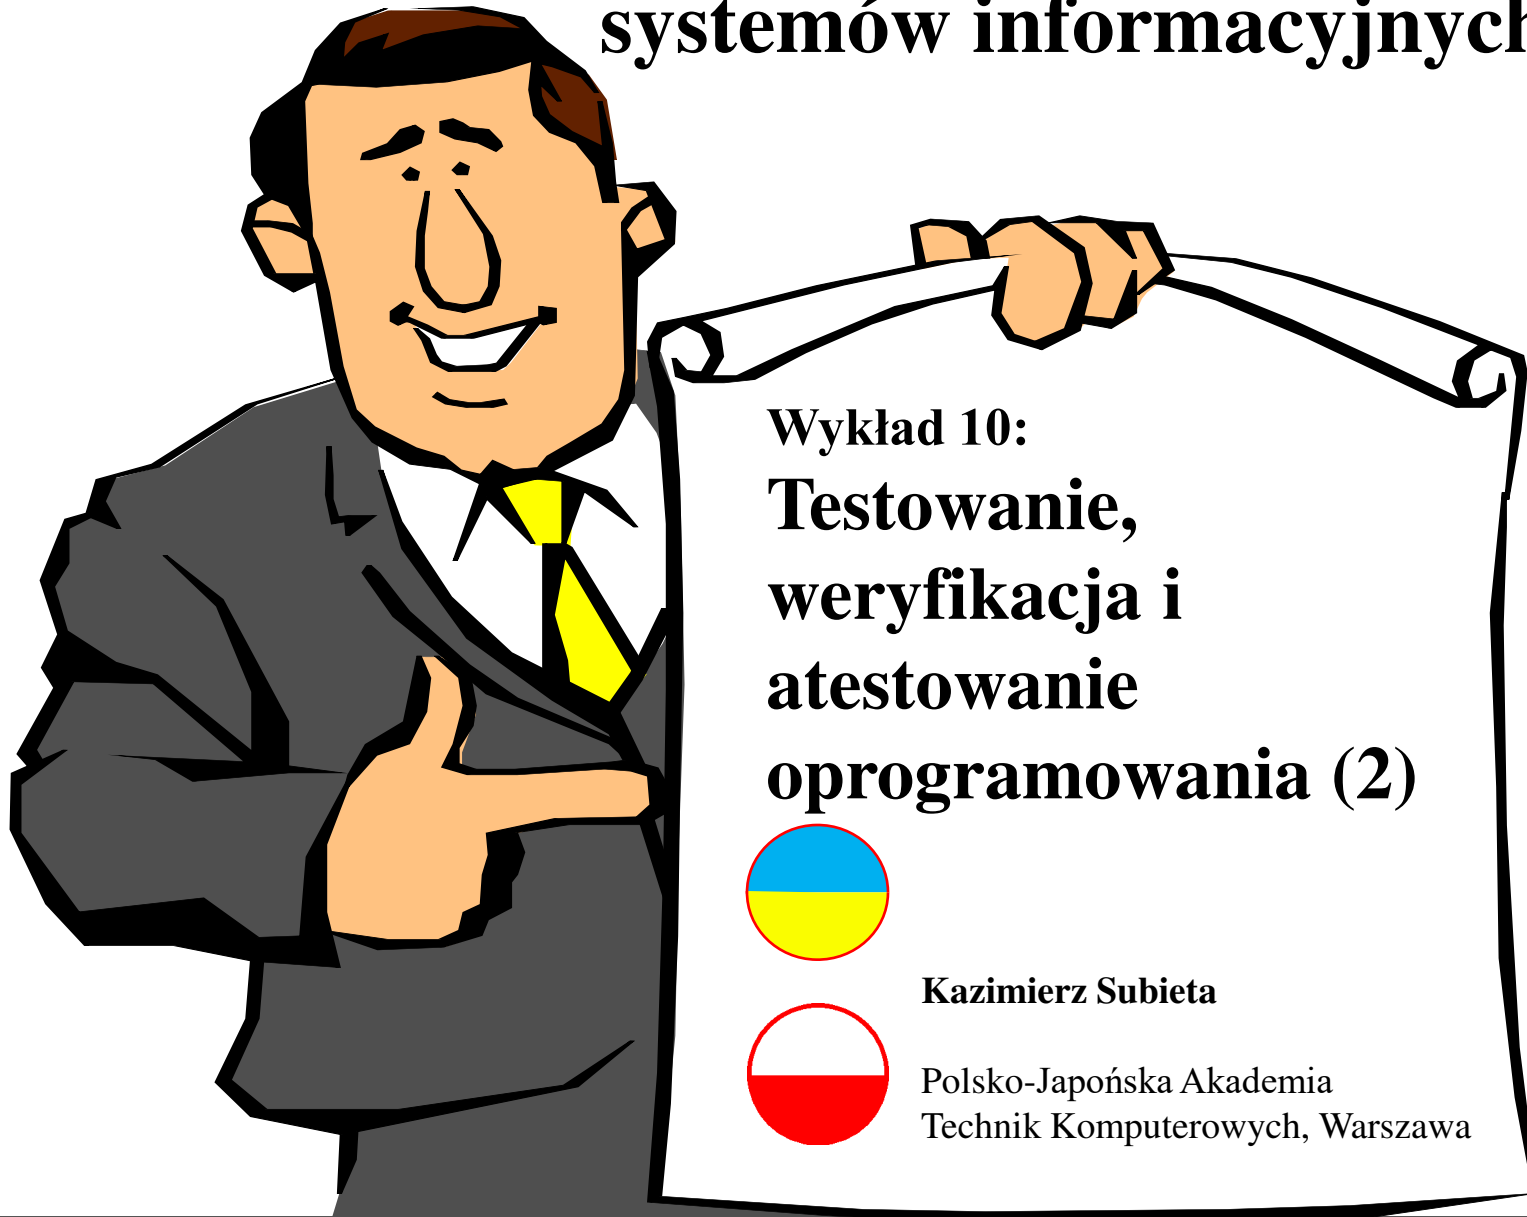 systemów informacyjnych
Wykład 10:
Testowanie,
weryfikacja i
atestowanie
oprogramowania (2)
Kazimierz Subieta
Polsko-Japońska Akademia
Technik Komputerowych, Warszawa